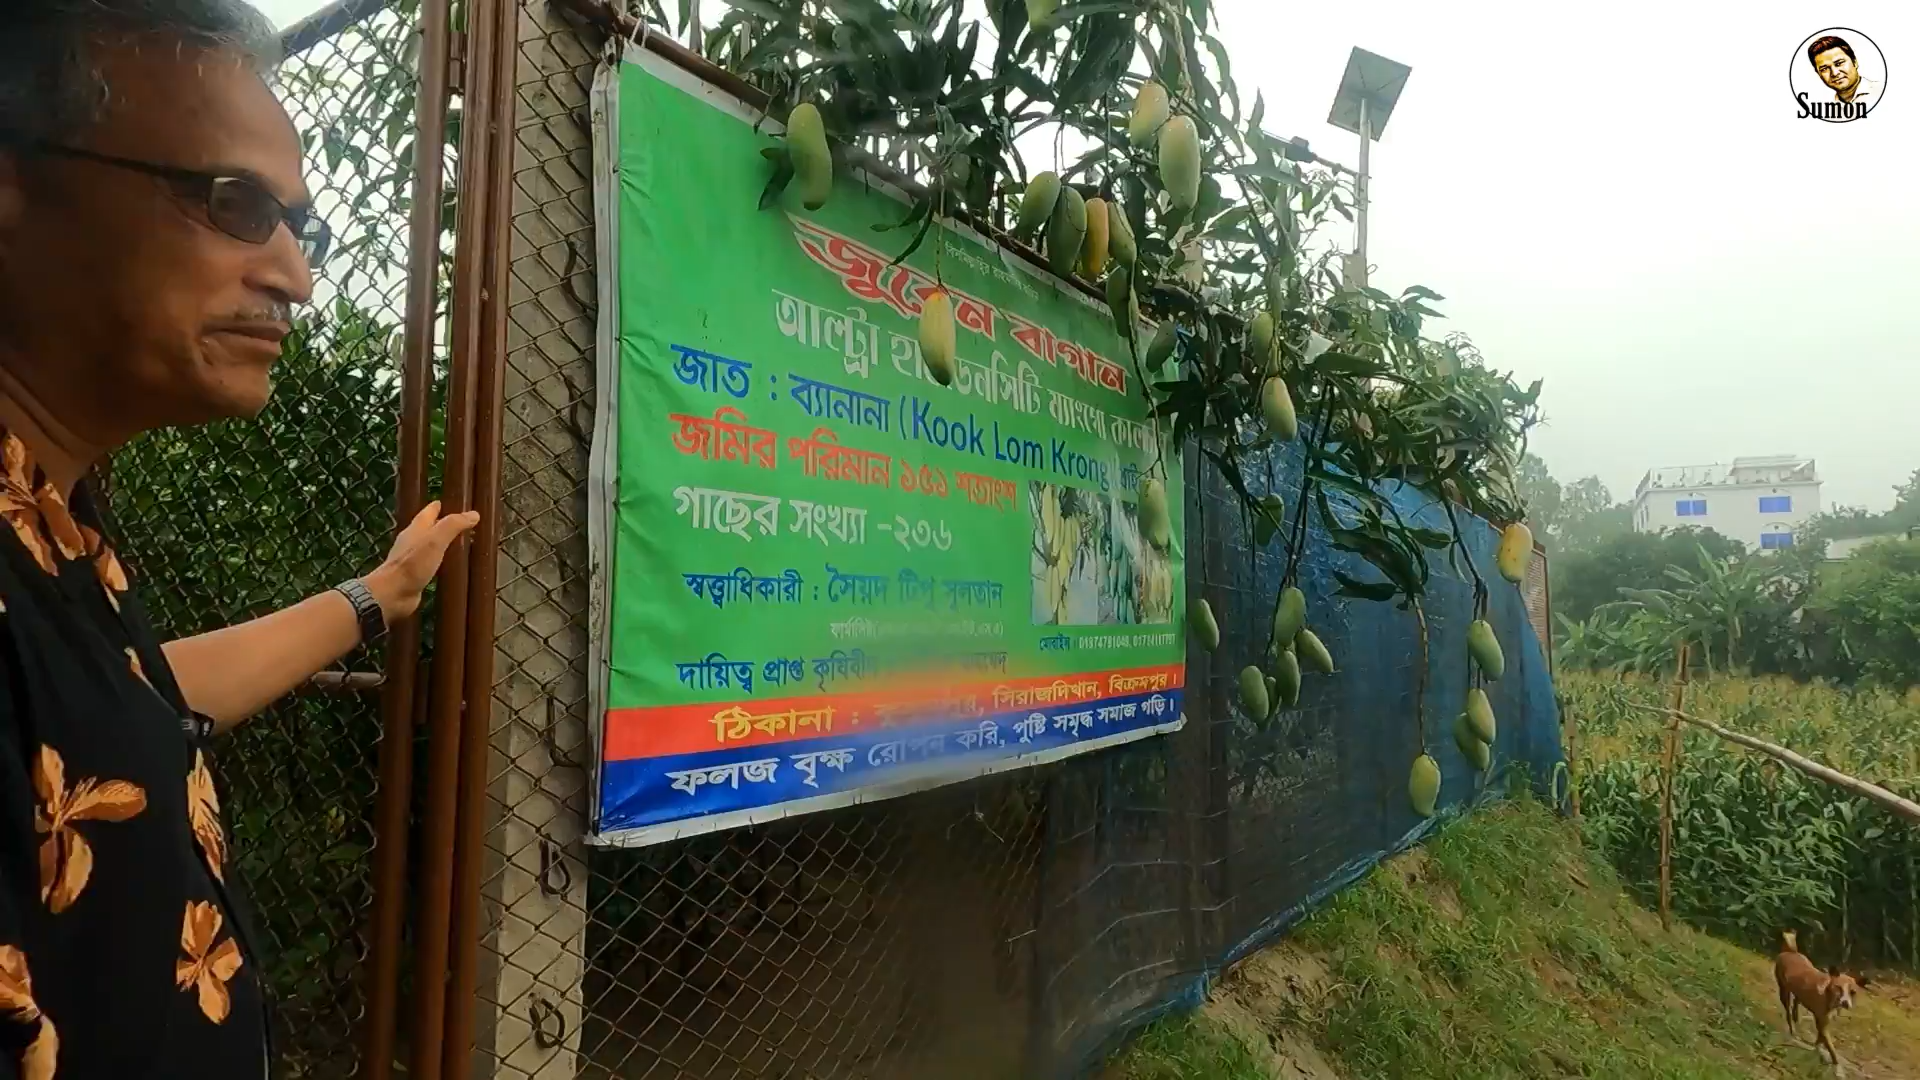 Sumon
জুবেন বাগান
আল্ট্রা ডেনসিটি ম্যাংগো
জাত : ব্যানানা (Kook Lom Krong
জমির পরিমান ১৫১ শতাংশ
গাছের সংখ্যা -২৩৬
স্বত্ত্বাধিকারী : সৈয়দ টিপু সুলতান
মোবাইল :
দায়িত্ব প্রাপ্ত
ঠিকানা : সিরাজদিখান, বিক্রমপুর ।
ফলজ বৃক্ষ রোপন করি, পুষ্টি সমৃদ্ধ সমাজ গড়ি।